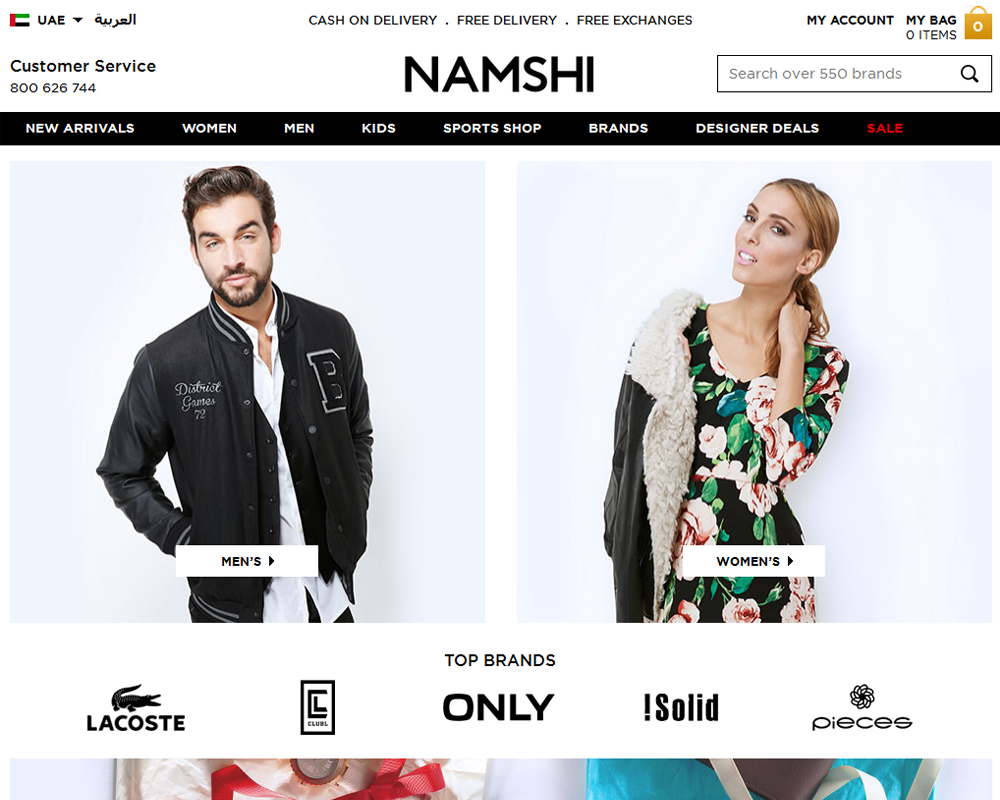 UAE العربية
CASH ON DELIVERY . FREE DELIVERY . FREE EXCHANGES
MY ACCOUNT MY BAG
0 ITEMS
0
Customer Service
800 626 744
NAMSHI
Search over 550 brands
NEW ARRIVALS WOMEN MEN KIDS SPORTS SHOP BRANDS DESIGNER DEALS SALE
District
Games
72
B
MEN'S
WOMEN'S
TOP BRANDS
LACOSTE
CL
CLUBL
ONLY
!Solid
pieces